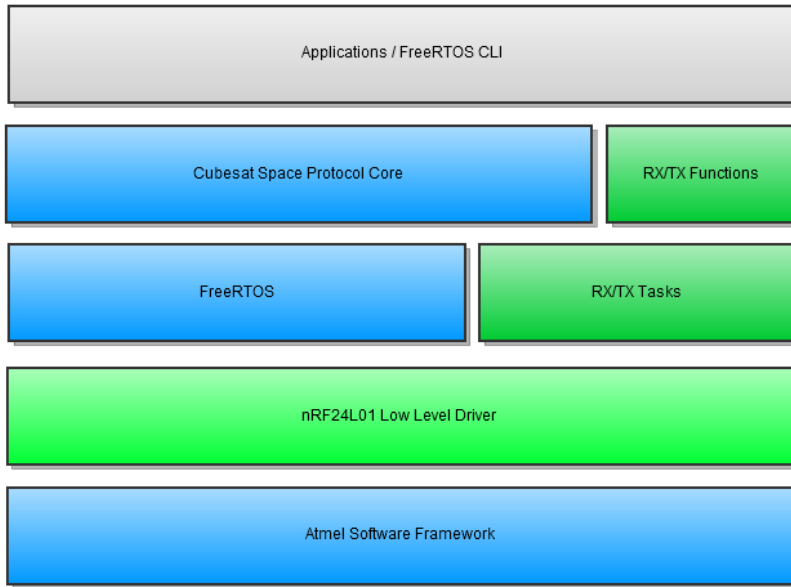 Applications / FreeRTOS CLI
Cubesat Space Protocol Core
RX/TX Functions
FreeRTOS
RX/TX Tasks
nRF24L01 Low Level Driver
Atmel Software Framework